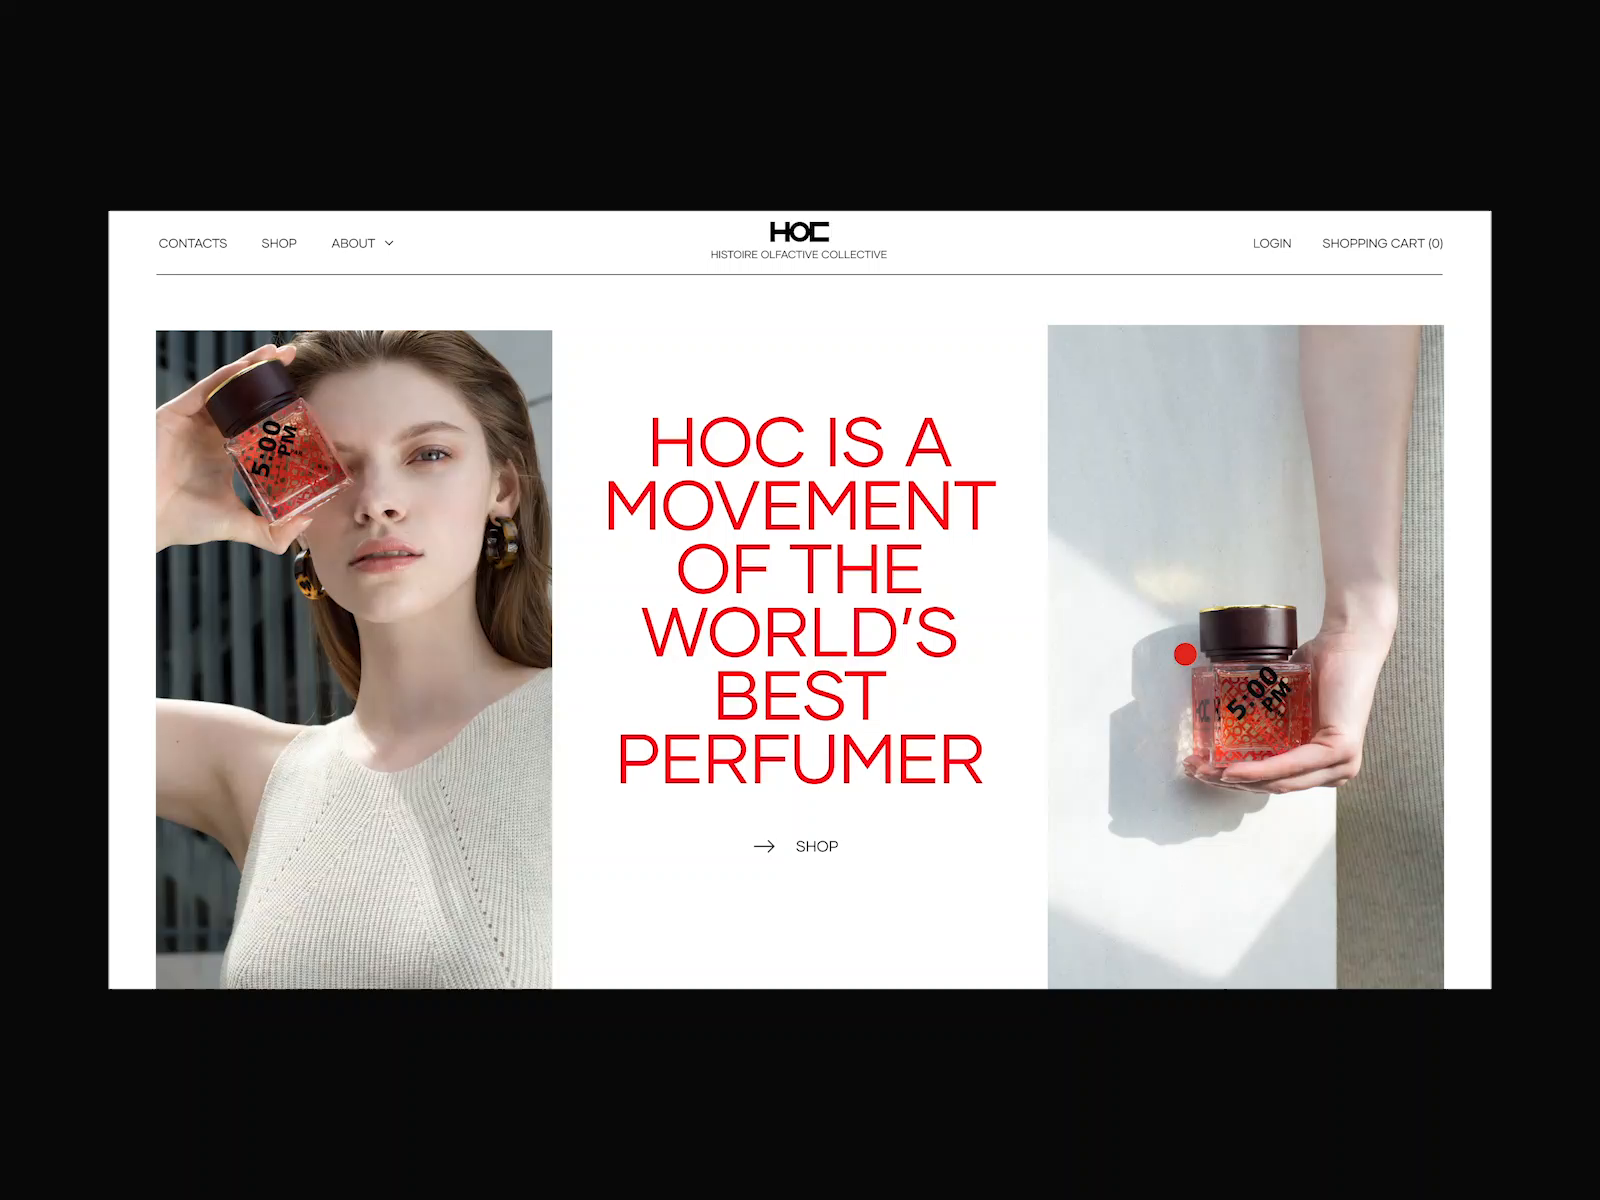 CONTACTS
SHOP
ABOUT
HOC
HISTOIRE OLFACTIVE COLLECTIVE
LOGIN
SHOPPING CART (0)
5:00
PM
HOC IS A
MOVEMENT
OF THE
WORLD’S
BEST
PERFUMER
SHOP
5:00
PM